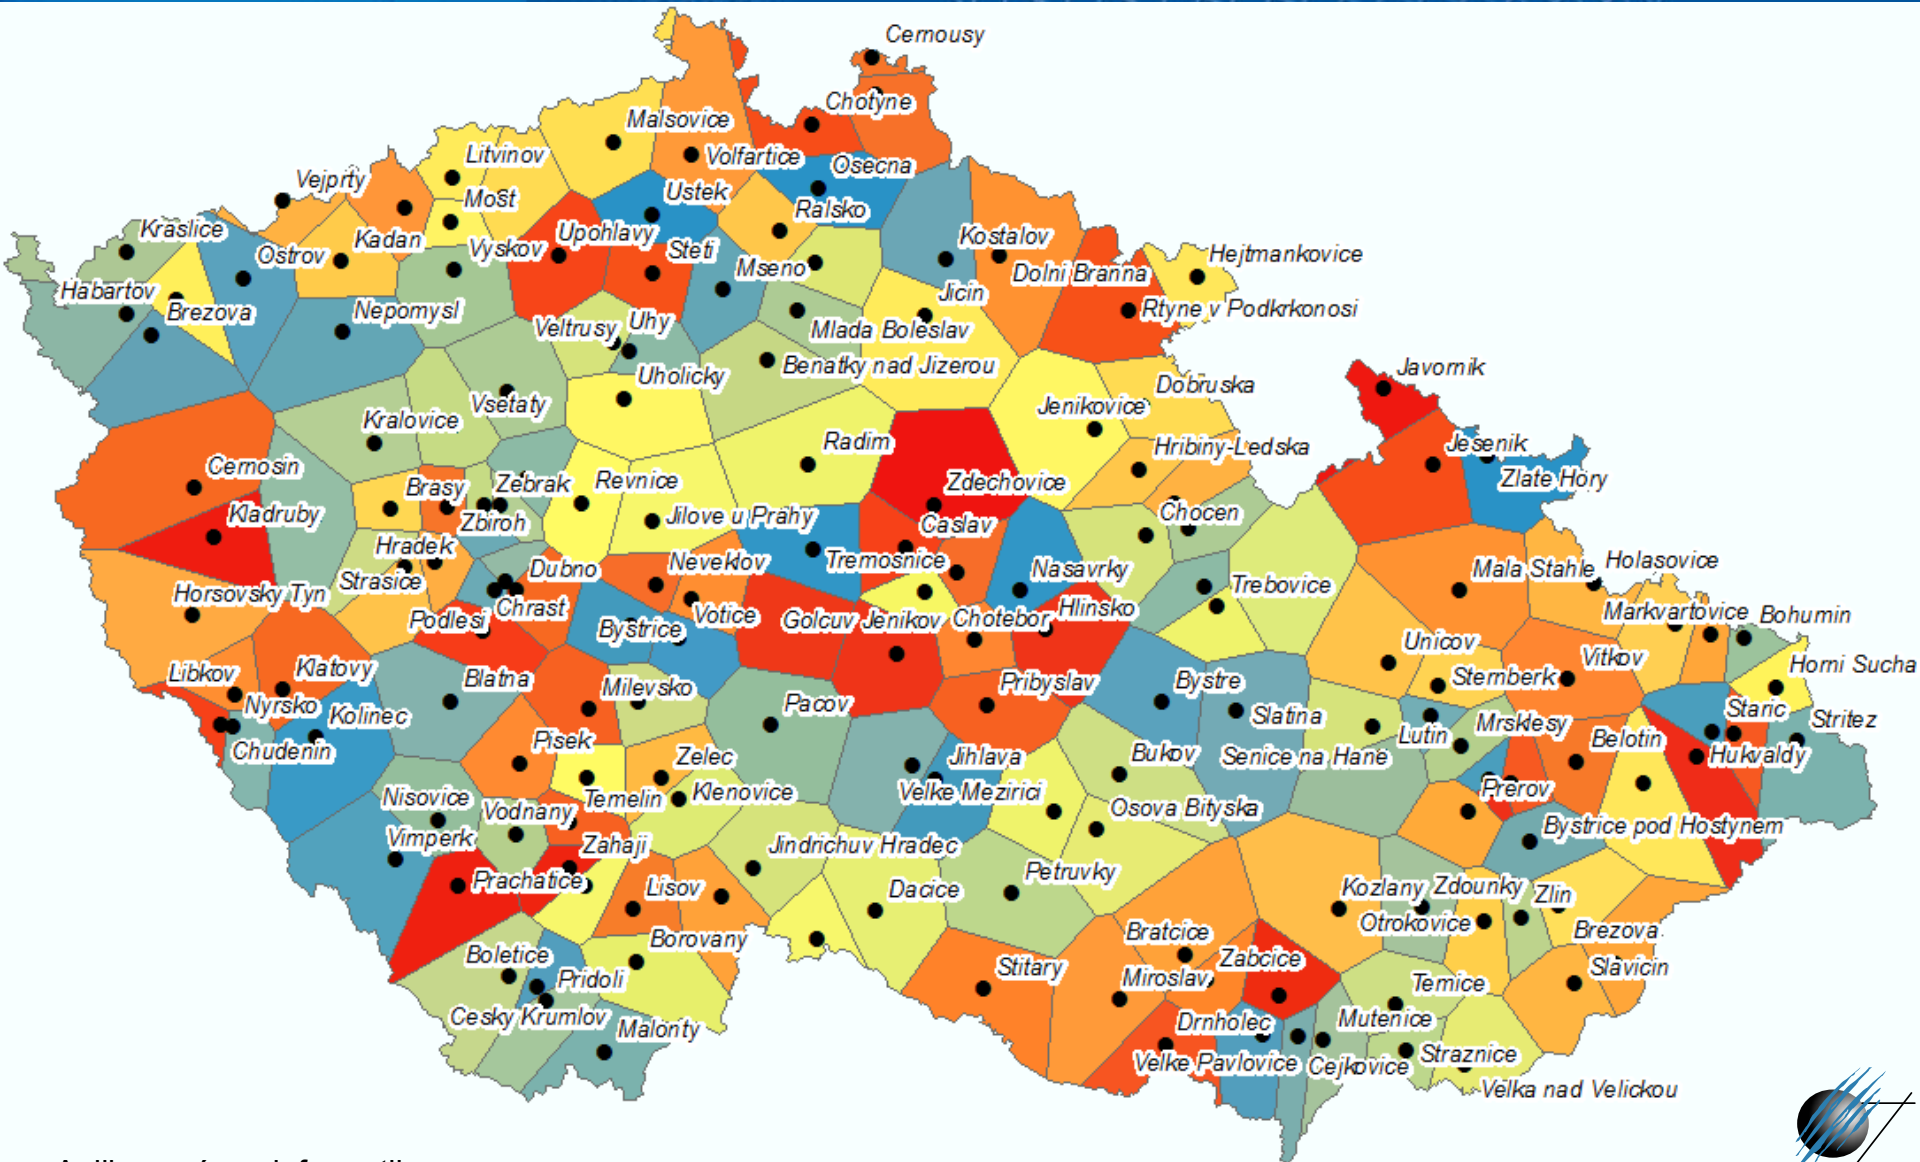 Cernousy
Chotyne
Malsovice
Litvinov
Volfartice
Osecna
Vejprty
Most
Ustek
Ralsko
Kraslice
Kadan
Vyskov
Upohlavy
Steti
Kostalov
Ostrov
Mseno
Dolni Branna
Hejtmankovice
Habartov
Brezova
Nepomysl
Jicin
Rtyne v Podkrkonosi
Veltrusy
Uhy
Mlada Boleslav
Benatky nad Jizerou
Uholicky
Javornik
Dobruska
Vsetaty
Jenikovice
Kralovice
Radim
Hribiny-Ledska
Jesenik
Cernosin
Zlate Hory
Brasy
Zebrak
Revnice
Zdechovice
Kladruby
Zbiroh
Jilove u Prahy
Caslav
Chocen
Hradek
Strasice
Dubno
Neveklov
Tremosnice
Nasavrky
Trebovice
Mala Stahle
Holasovice
Horsovsky Tyn
Chrast
Podlesi
Bystrice
Votice
Golcuv Jenikov
Chotebor
Hlinsko
Markvartovice
Bohumin
Libkov
Klatovy
Blatna
Milevsko
Pribyslav
Bystre
Unicov
Sternberk
Vitkov
Horni Sucha
Nyrsko
Kolinec
Pacov
Slatina
Mrsklesy
Staric
Stritez
Chudenin
Pisek
Zelec
Jihlava
Bukov
Senice na Hane
Lutin
Belotin
Hukvaldy
Nisovice
Vodnany
Temelin
Klenovice
Velke Mezirici
Osova Bityska
Prerov
Vimperk
Zahaji
Jindrichuv Hradec
Bystrice pod Hostynem
Prachatice
Lisov
Dacice
Petruvky
Kozlany
Zdounky
Zlin
Otrokovice
Brezova
Boletice
Borovany
Bratcice
Zabcice
Slavicin
Pridoli
Stitary
Miroslav
Temice
Cesky Krumlov
Malonty
Drnholec
Mutenice
Velke Pavlovice
Cejkovice
Straznice
Velka nad Velickou